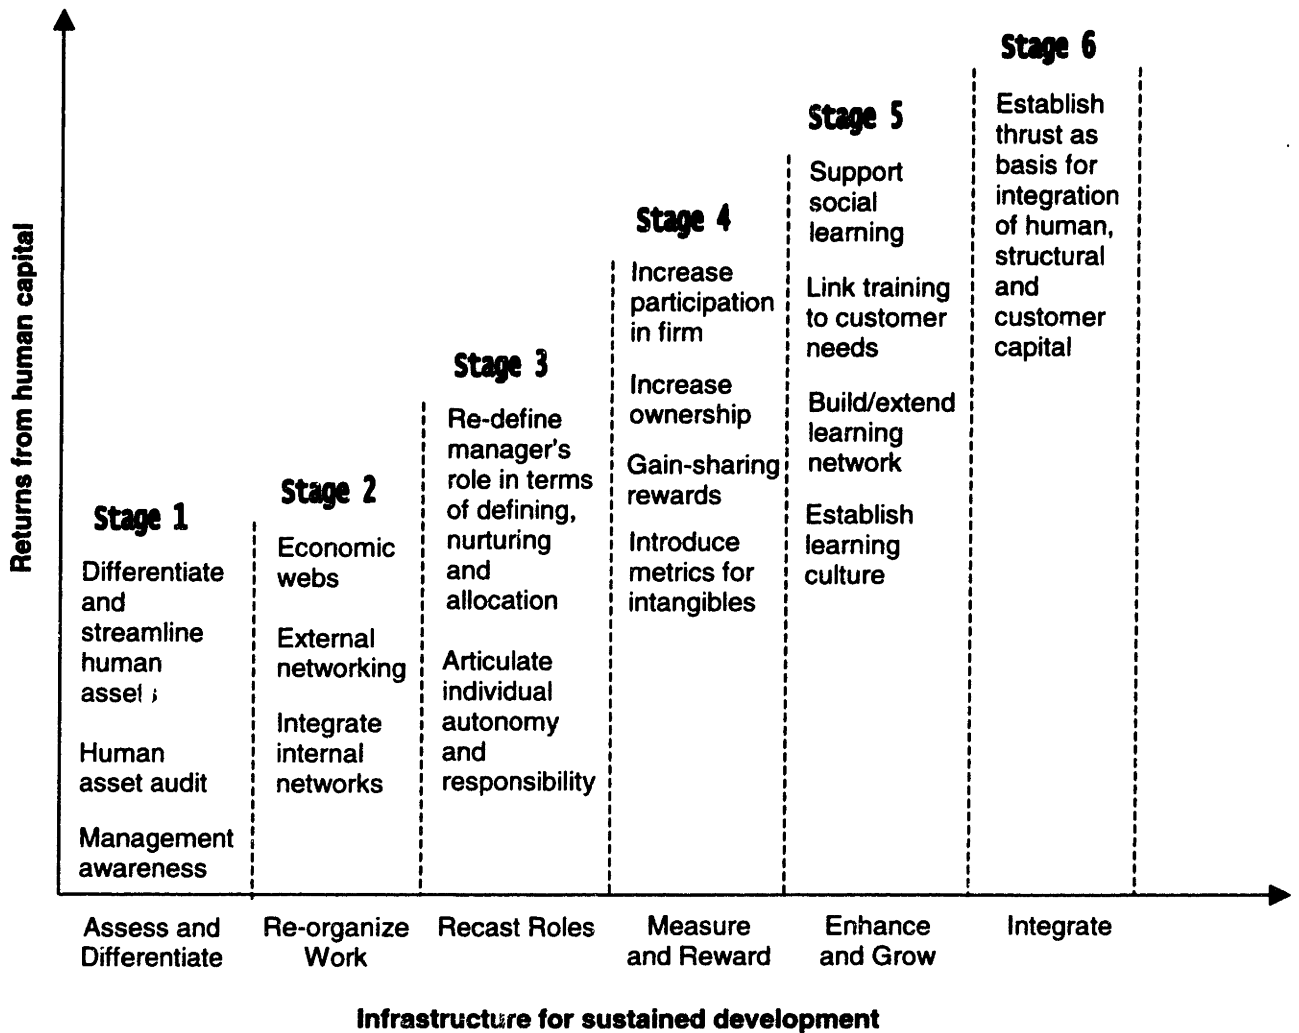 Returns from human capital
Stage 1
Differentiate
and
streamline
human
assets
Human
asset audit
Management
awareness
Stage 2
Economic
webs
External
networking
Integrate
internal
networks
Stage 3
Re-define
manager's
role in terms
of defining,
nurturing
and
allocation
Articulate
individual
autonomy
and
responsibility
Stage 4
Increase
participation
in firm
Increase
ownership
Gain-sharing
rewards
Introduce
metrics for
intangibles
Stage 5
Support
social
learning
Link training
to customer
needs
Build/extend
learning
network
Establish
learning
culture
Stage 6
Establish
thrust as
basis for
integration
of human,
structural
and
customer
capital
Assess and
Differentiate
Re-organize
Work
Recast Roles
Measure
and Reward
Enhance
and Grow
Integrate
Infrastructure for sustained development